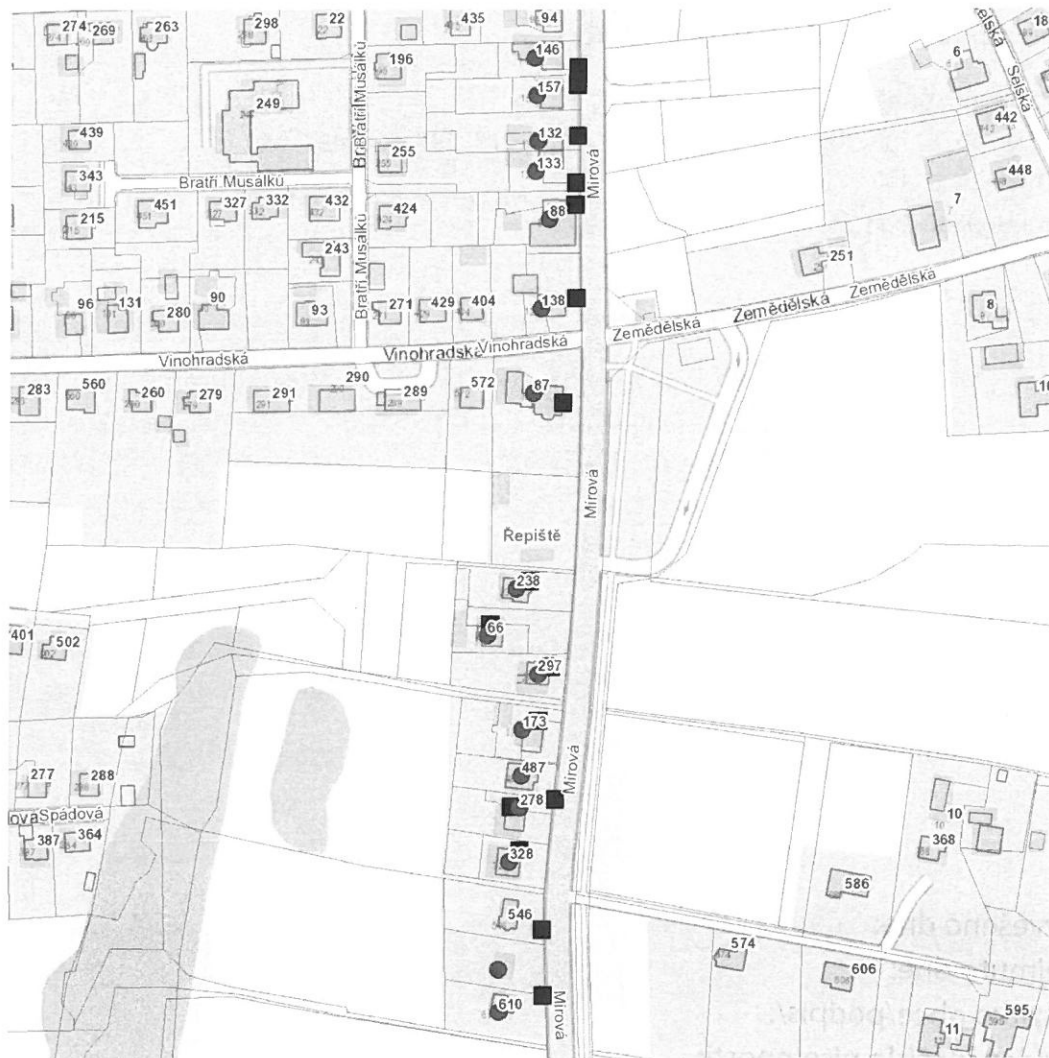 274 269 263 298 22 435 94
18
146
6
Selská
196
157
249
Bratří Musálků
439
132
442
255
133
343
Bratří Musálků
Mírová
448
451 327 332 432 424 88
7
215
243
251
Bratří Musálků
96 131 280 90 93 271 429 404 138
Zemědělská
Zemědělská
Zemědělská
8
Vinohradská
Vinohradská
Vinohradská
283 560 260 279 291 290 289 572 87
10
Mírová
Řepiště
238
66
401 502
297
173
Mírová
487
277 288
278
10
Spádová
387 364
328
368
586
546
574
606
610
Mírová
11
595